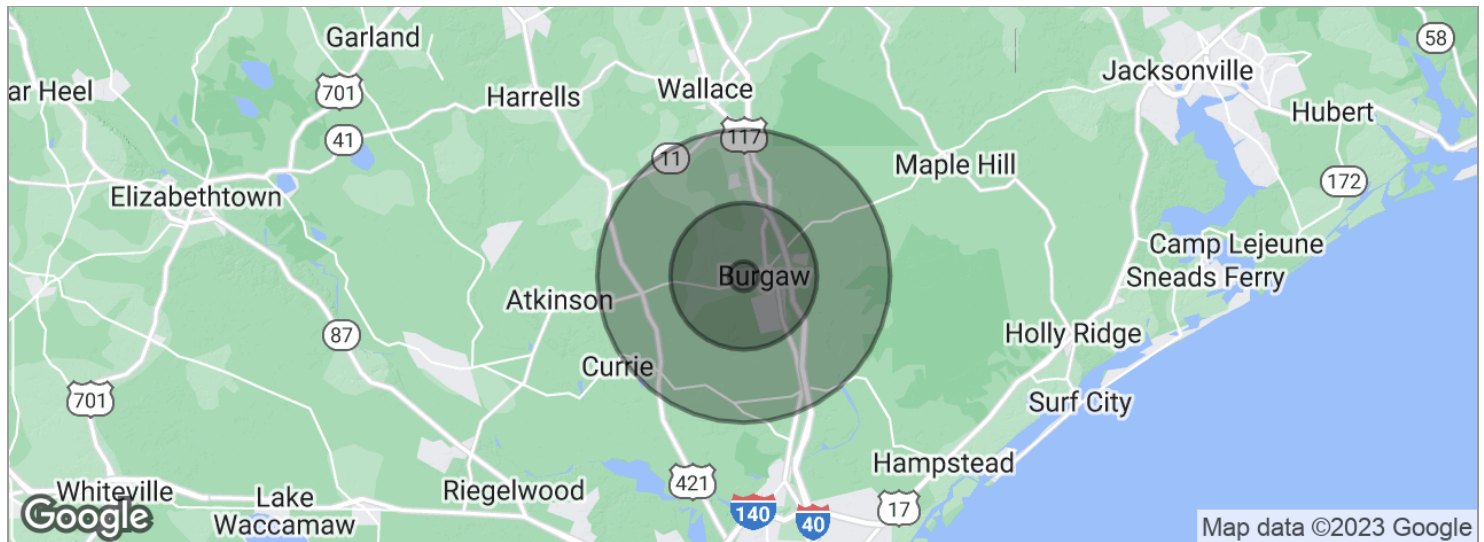 Garland
58
Jacksonville
ar Heel
701
Harrells
Wallace
Hubert
41
117
11
Maple Hill
172
Elizabethtown
Camp Lejeune
Burgaw
Sneads Ferry
Atkinson
87
Holly Ridge
Currie
701
Surf City
Hampstead
Whiteville
Lake
Waccamaw
Riegelwood
421
140
40
17
Google
Map data ©2023 Google